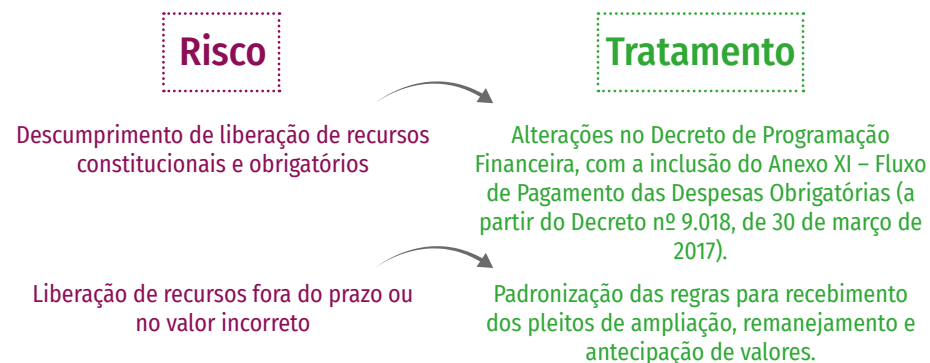 Risco
Tratamento
Descumprimento de liberação de recursos
constitucionais e obrigatórios
Alterações no Decreto de Programação
Financeira, com a inclusão do Anexo XI – Fluxo
de Pagamento das Despesas Obrigatórias (a
partir do Decreto nº 9.018, de 30 de março de
2017).
Liberação de recursos fora do prazo ou
no valor incorreto
Padronização das regras para recebimento
dos pleitos de ampliação, remanejamento e
antecipação de valores.